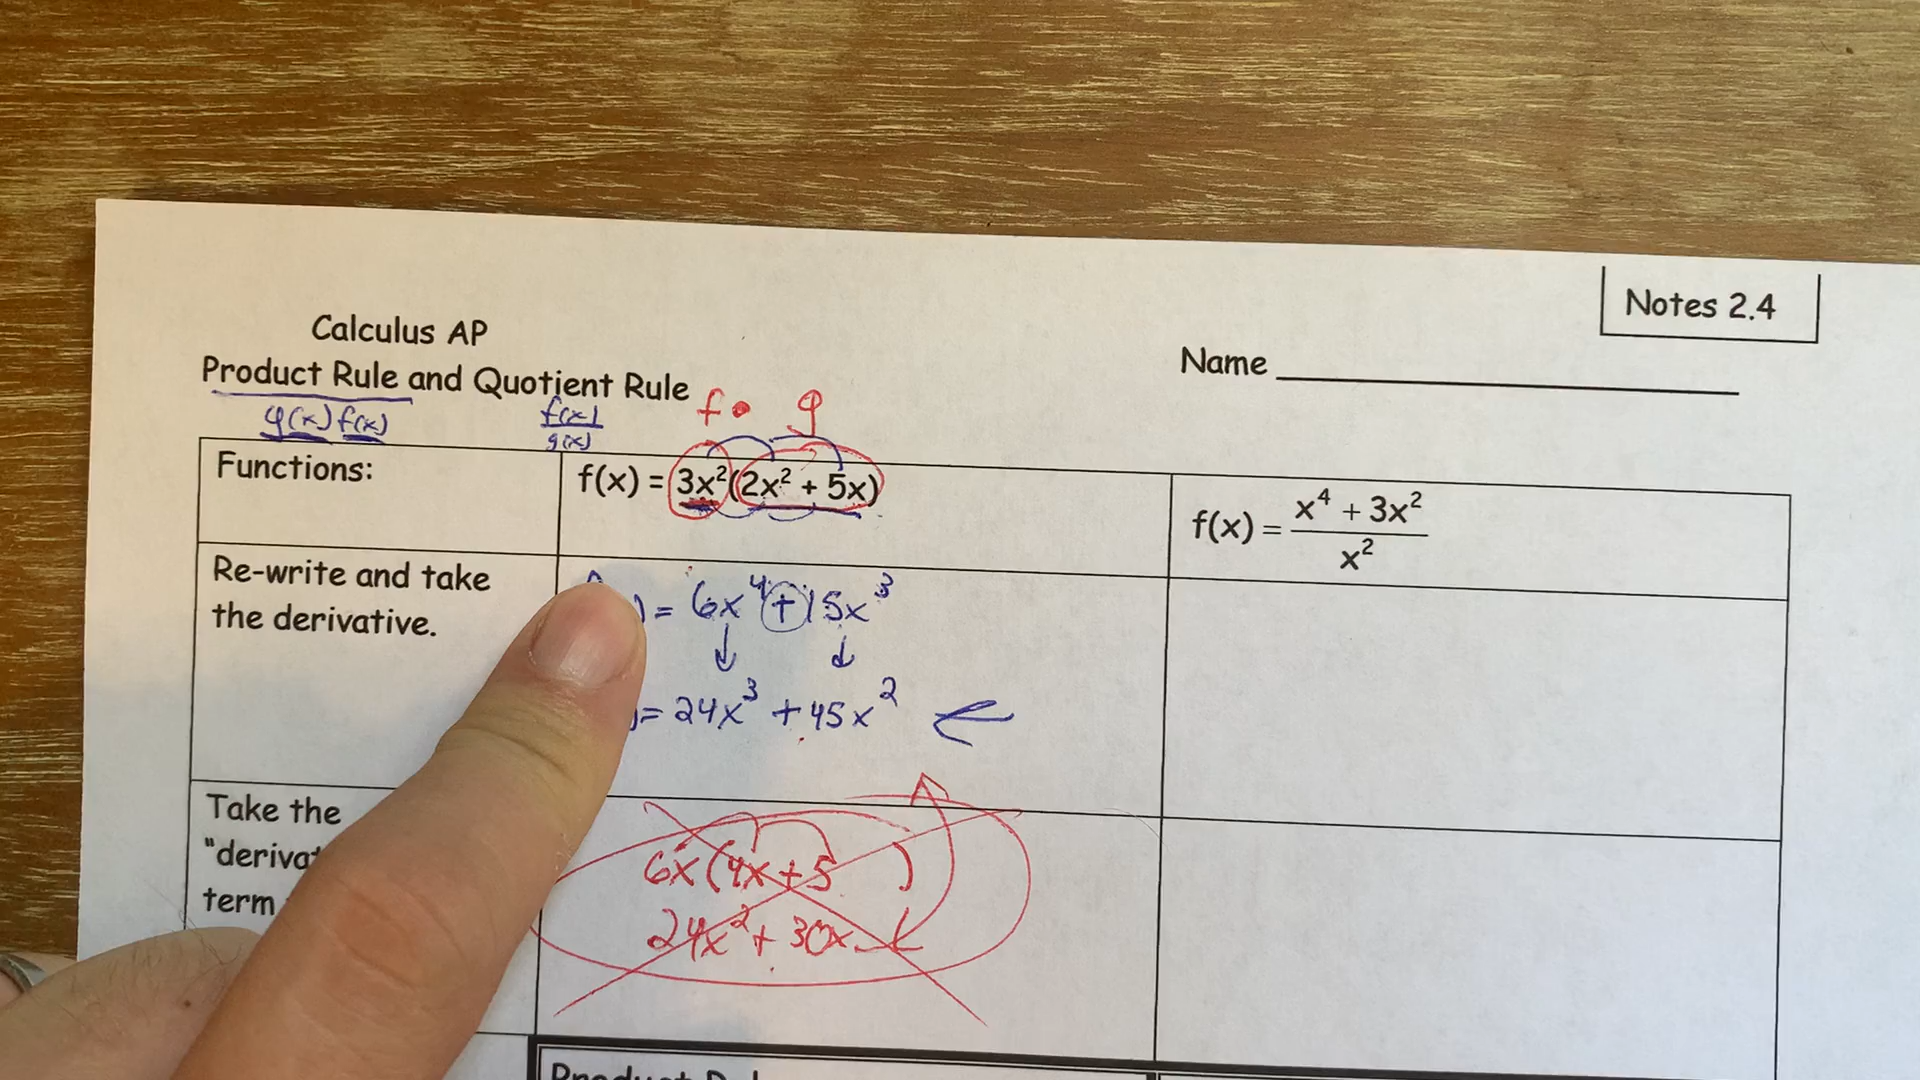 Notes 2.4
Calculus AP
Name
Product Rule and Quotient Rule
g(x) f(x)
f(x)/g(x)
f • g
Functions:
f(x) = 3x²(2x² + 5x)
f(x) = (x⁴ + 3x²)/x²
Re-write and take
the derivative.
) = 6x⁴ + 15x³
)= 24x³ + 45x²
Take the
term
6x(4x+5 )
24x² + 30x